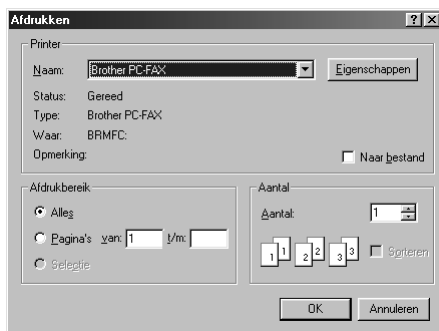 Afdrukken
Printer
Naam: Brother PC-FAX Eigenschappen
Status: Gereed
Type: Brother PC-FAX
Waar: BRMFC:
Opmerking: Naar bestand
Afdrukbereik
Alles
Pagina's van: 1 t/m:
Selectie
Aantal
Aantal: 1
1 1 2 2 3 3 Sorteren
OK Annuleren